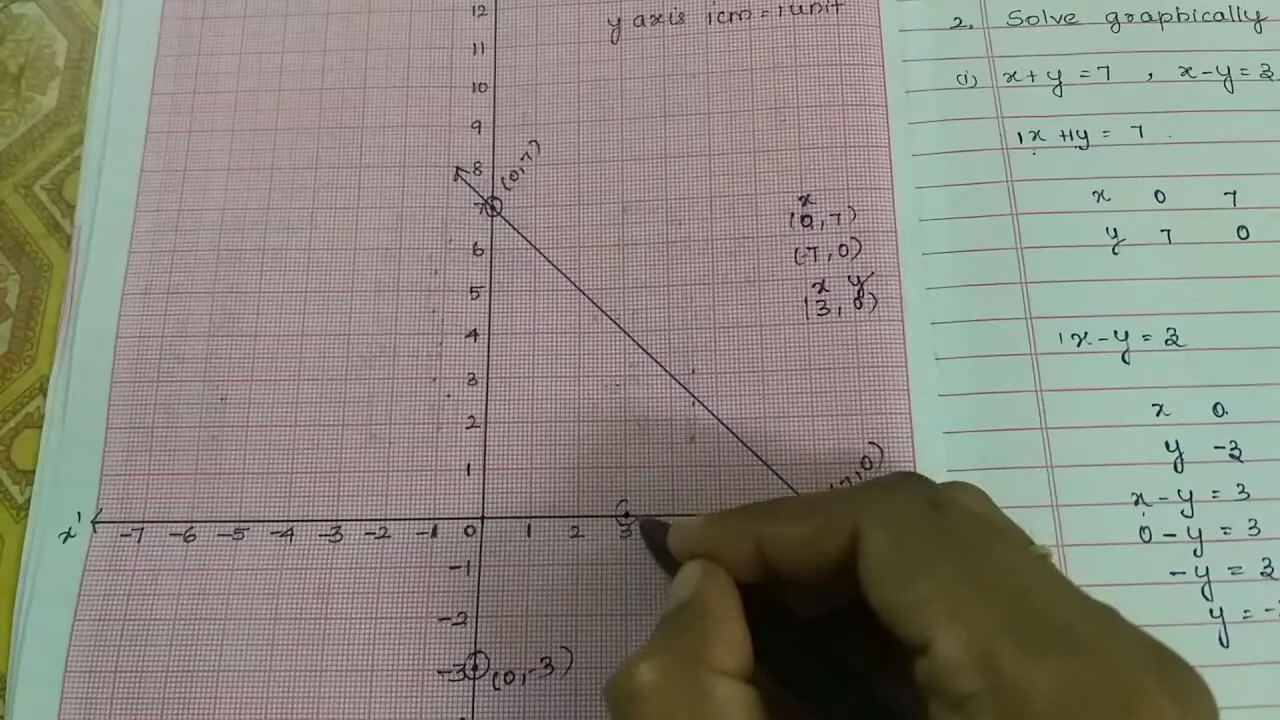 y axis 1cm = 1 unit
12
11
10
9
8
7
6
5
4
3
2
1
(0,7)
x
(0,7)
(-7,0)
x y
(3,0)
(7,0)
x' -7 -6 -5 -4 -3 -2 -1 0 1 2 3
-1
-2
-3 (0,-3)
2. Solve graphically
(i) x+y=7 , x-y=3
1x+1y = 7
x 0 7
y 7 0
1x-y=3
x 0
y -3
x-y=3
0-y=3
-y=3
y=-